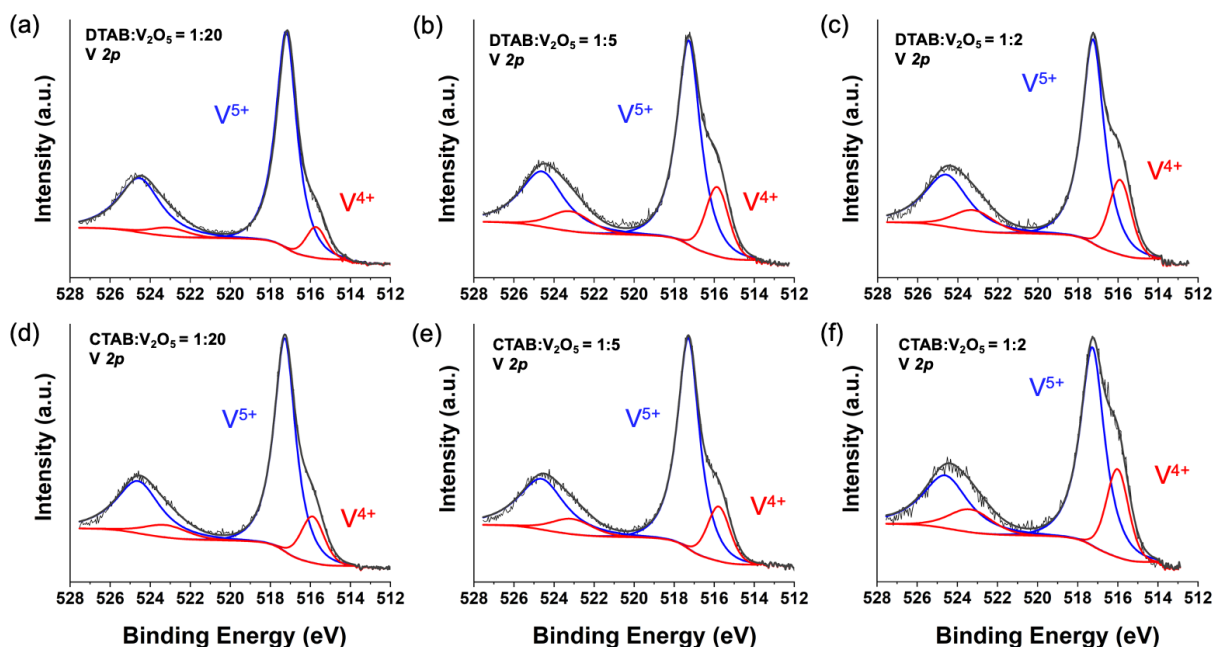 (a)
DTAB:V₂O₅ = 1:20
V 2p
V⁵⁺
V⁴⁺
Intensity (a.u.)
528 526 524 522 520 518 516 514 512
(b)
DTAB:V₂O₅ = 1:5
V 2p
V⁵⁺
V⁴⁺
Intensity (a.u.)
528 526 524 522 520 518 516 514 512
(c)
DTAB:V₂O₅ = 1:2
V 2p
V⁵⁺
V⁴⁺
Intensity (a.u.)
528 526 524 522 520 518 516 514 512
(d)
CTAB:V₂O₅ = 1:20
V 2p
V⁵⁺
V⁴⁺
Intensity (a.u.)
528 526 524 522 520 518 516 514 512
Binding Energy (eV)
(e)
CTAB:V₂O₅ = 1:5
V 2p
V⁵⁺
V⁴⁺
Intensity (a.u.)
528 526 524 522 520 518 516 514 512
Binding Energy (eV)
(f)
CTAB:V₂O₅ = 1:2
V 2p
V⁵⁺
V⁴⁺
Intensity (a.u.)
528 526 524 522 520 518 516 514 512
Binding Energy (eV)